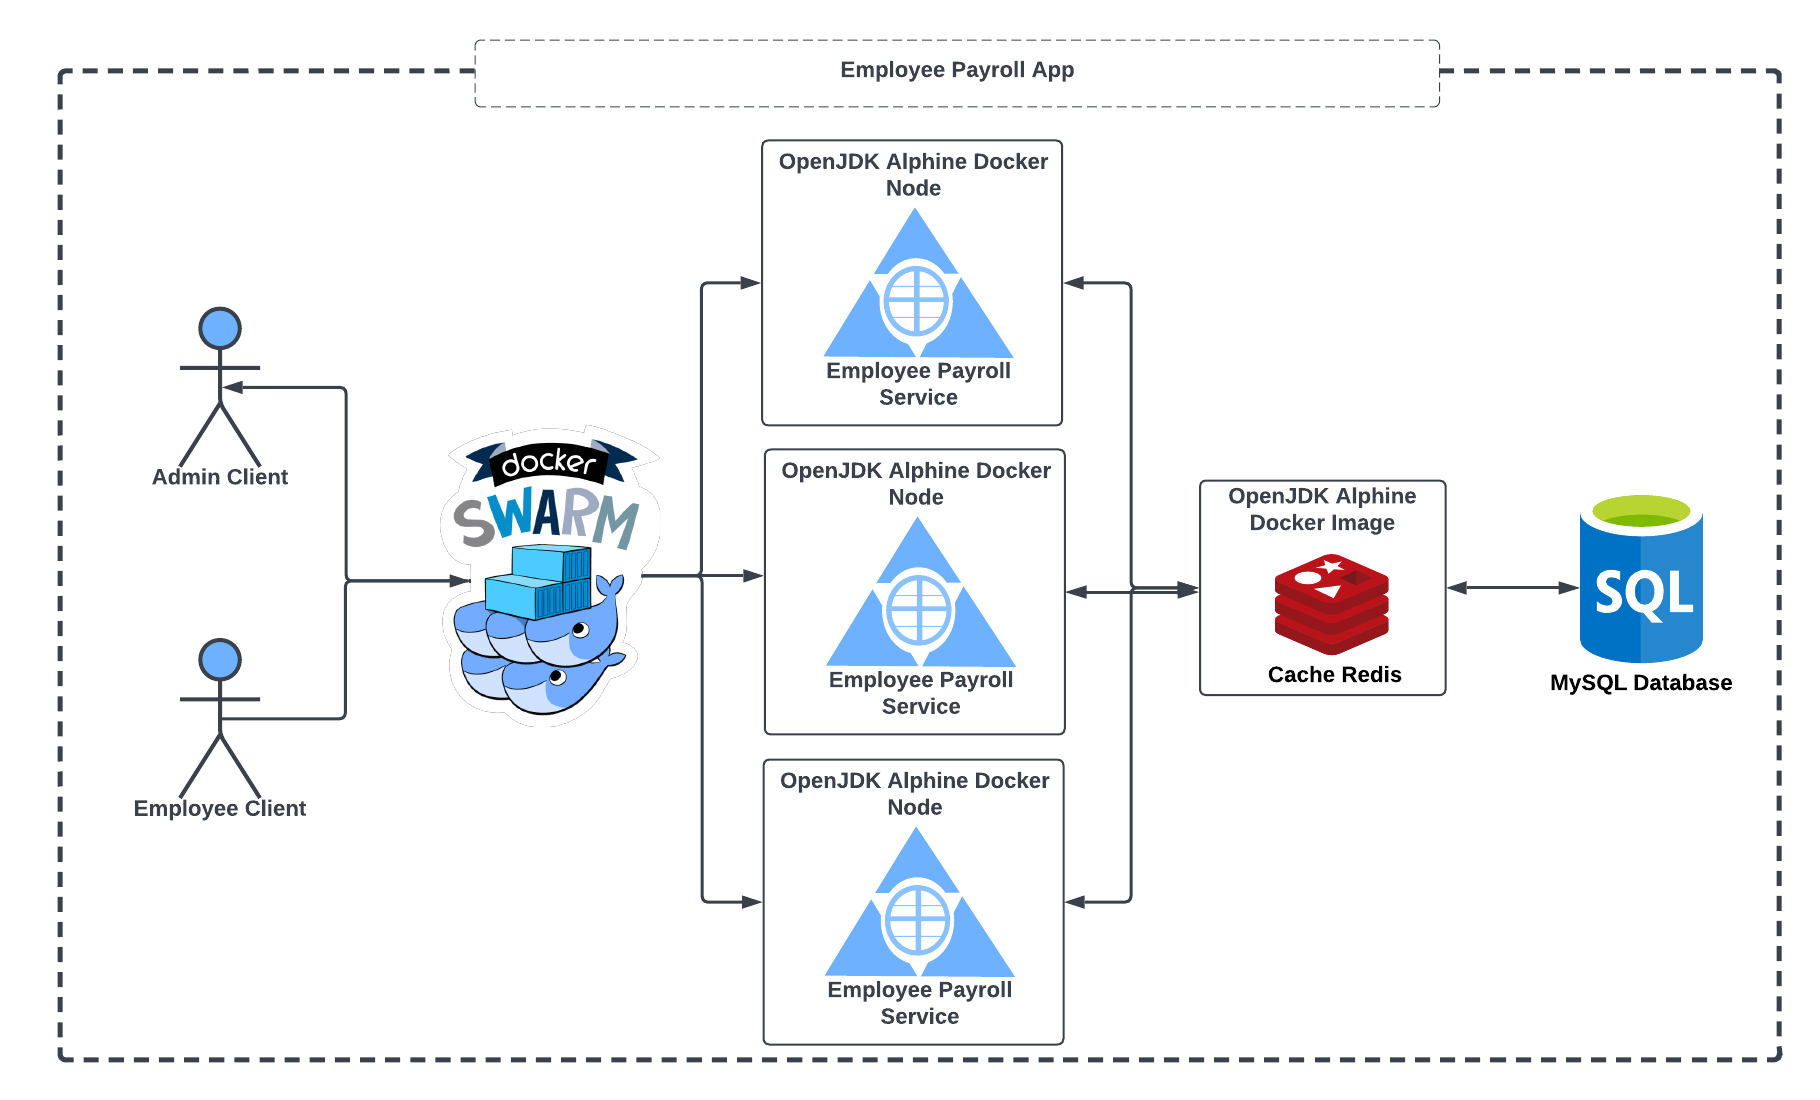 Employee Payroll App
OpenJDK Alphine Docker
Node
Employee Payroll
Service
Admin Client
docker
SWARM
OpenJDK Alphine Docker
Node
Employee Payroll
Service
OpenJDK Alphine
Docker Image
Cache Redis
SQL
MySQL Database
Employee Client
OpenJDK Alphine Docker
Node
Employee Payroll
Service